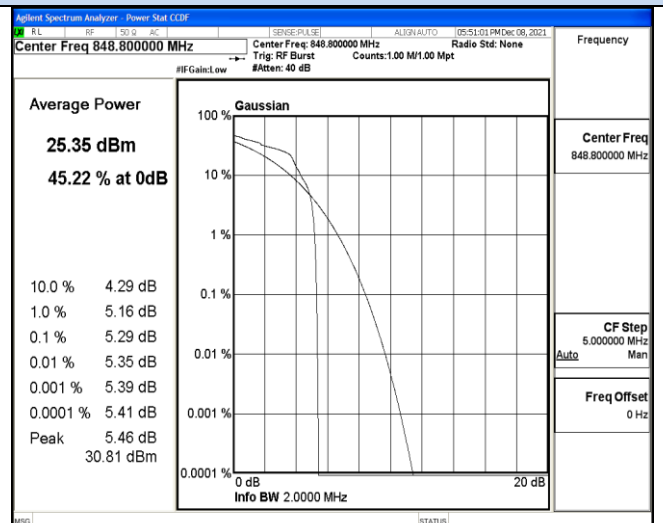 Agilent Spectrum Analyzer - Power Stat CCDF
RL RF 50 Ω AC SENSE:PULSE ALIGN AUTO 05:51:01 PM Dec 08, 2021
Center Freq 848.800000 MHz
Center Freq: 848.800000 MHz Radio Std: None
Trig: RF Burst Counts:1.00 M/1.00 Mpt
#IFGain:Low #Atten: 40 dB
Frequency
Average Power
25.35 dBm
45.22 % at 0dB
10.0 % 4.29 dB
1.0 % 5.16 dB
0.1 % 5.29 dB
0.01 % 5.35 dB
0.001 % 5.39 dB
0.0001 % 5.41 dB
Peak 5.46 dB
30.81 dBm
Gaussian
100 %
10 %
1 %
0.1 %
0.01 %
0.001 %
0.0001 %
0 dB 20 dB
Info BW 2.0000 MHz
Center Freq
848.800000 MHz
CF Step
5.000000 MHz
Auto Man
Freq Offset
0 Hz
MSG STATUS